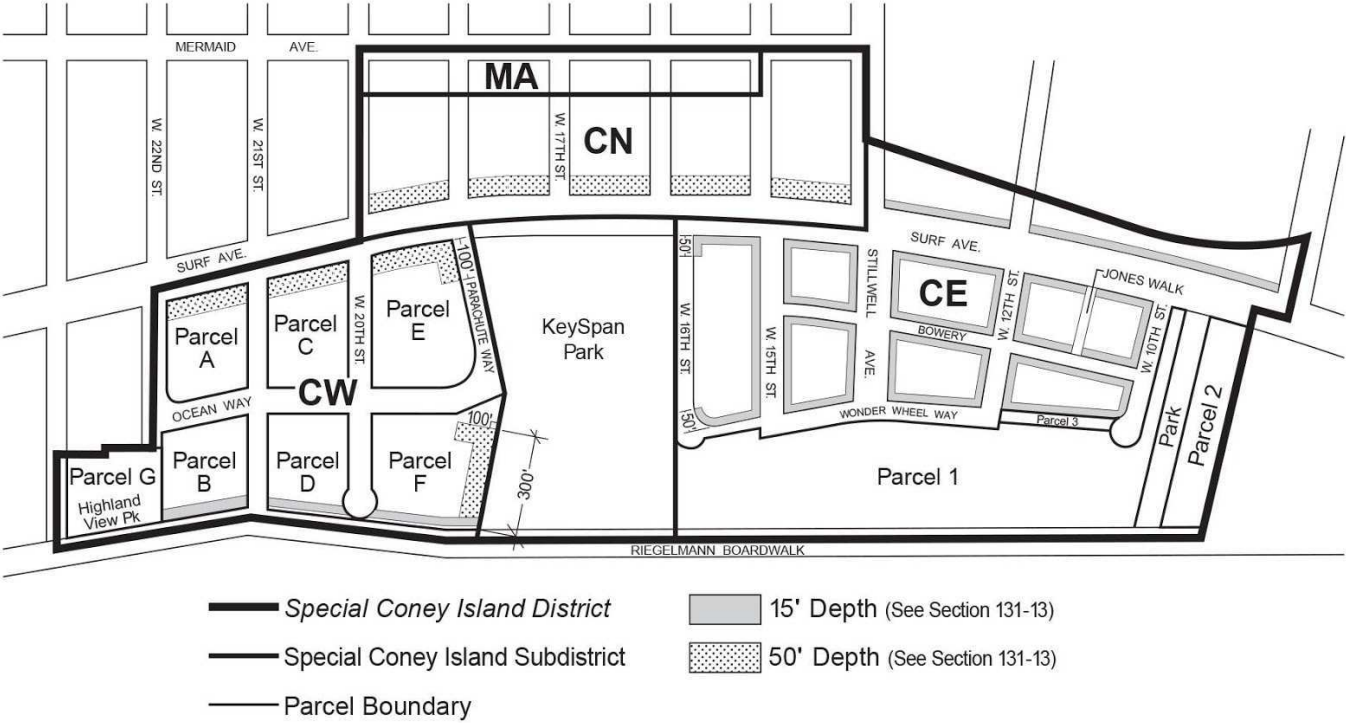 MERMAID AVE.
MA
CN
W. 22ND ST.
W. 21ST ST.
W. 17TH ST.
SURF AVE.
SURF AVE.
100'
PARACHUTE WAY
50'
STILLWELL
AVE.
CE
W. 12TH ST.
JONES WALK
Parcel
A
Parcel
C
W. 20TH ST.
Parcel
E
KeySpan
Park
W. 16TH ST.
W. 15TH ST.
BOWERY
W. 10TH ST.
CW
OCEAN WAY
100'
50'
WONDER WHEEL WAY
Parcel 3
Park
Parcel 2
Parcel G
Highland
View Pk
Parcel
B
Parcel
D
Parcel
F
300'
Parcel 1
RIEGELMANN BOARDWALK
Special Coney Island District
15' Depth (See Section 131-13)
Special Coney Island Subdistrict
50' Depth (See Section 131-13)
Parcel Boundary